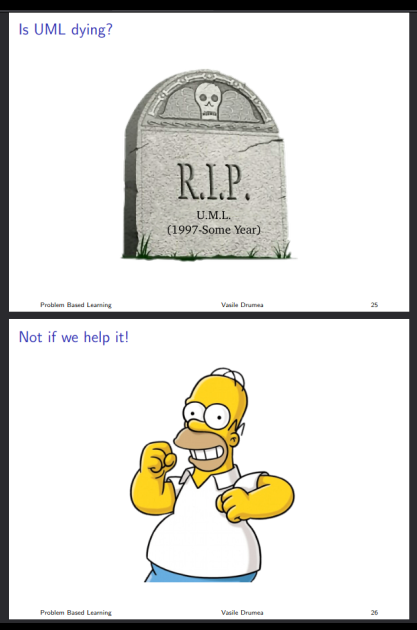 Is UML dying?
R.I.P.
U.M.L.
(1997-Some Year)
Problem Based Learning Vasile Drumea 25
Not if we help it!
Problem Based Learning Vasile Drumea 26